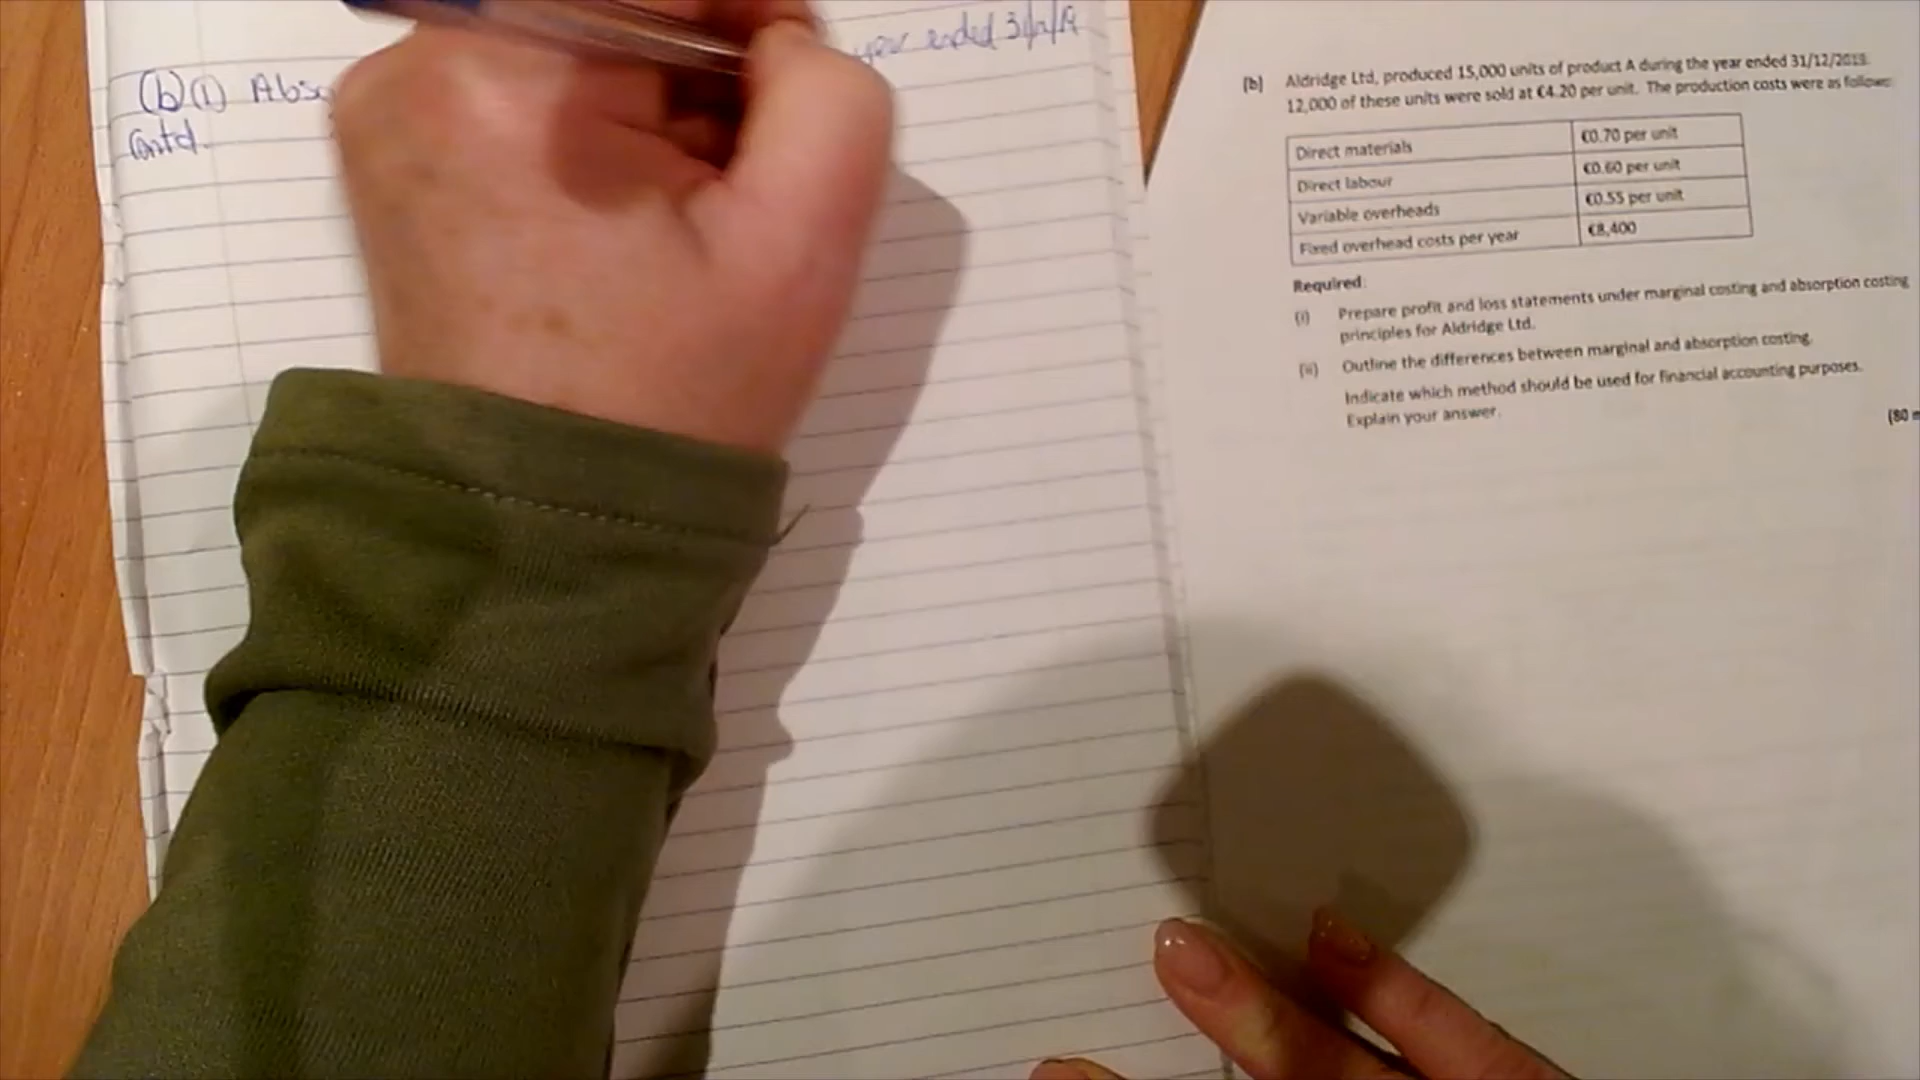 year ended 31/12/19
(b)(i) Abso
Contd.
(b) Aldridge Ltd, produced 15,000 units of product A during the year ended 31/12/2019.
12,000 of these units were sold at €4.20 per unit. The production costs were as follows:
Direct materials €0.70 per unit
Direct labour €0.60 per unit
Variable overheads €0.55 per unit
Fixed overhead costs per year €8,400
Required:
(i) Prepare profit and loss statements under marginal costing and absorption costing
principles for Aldridge Ltd.
(ii) Outline the differences between marginal and absorption costing.
Indicate which method should be used for financial accounting purposes.
Explain your answer.
(80 m